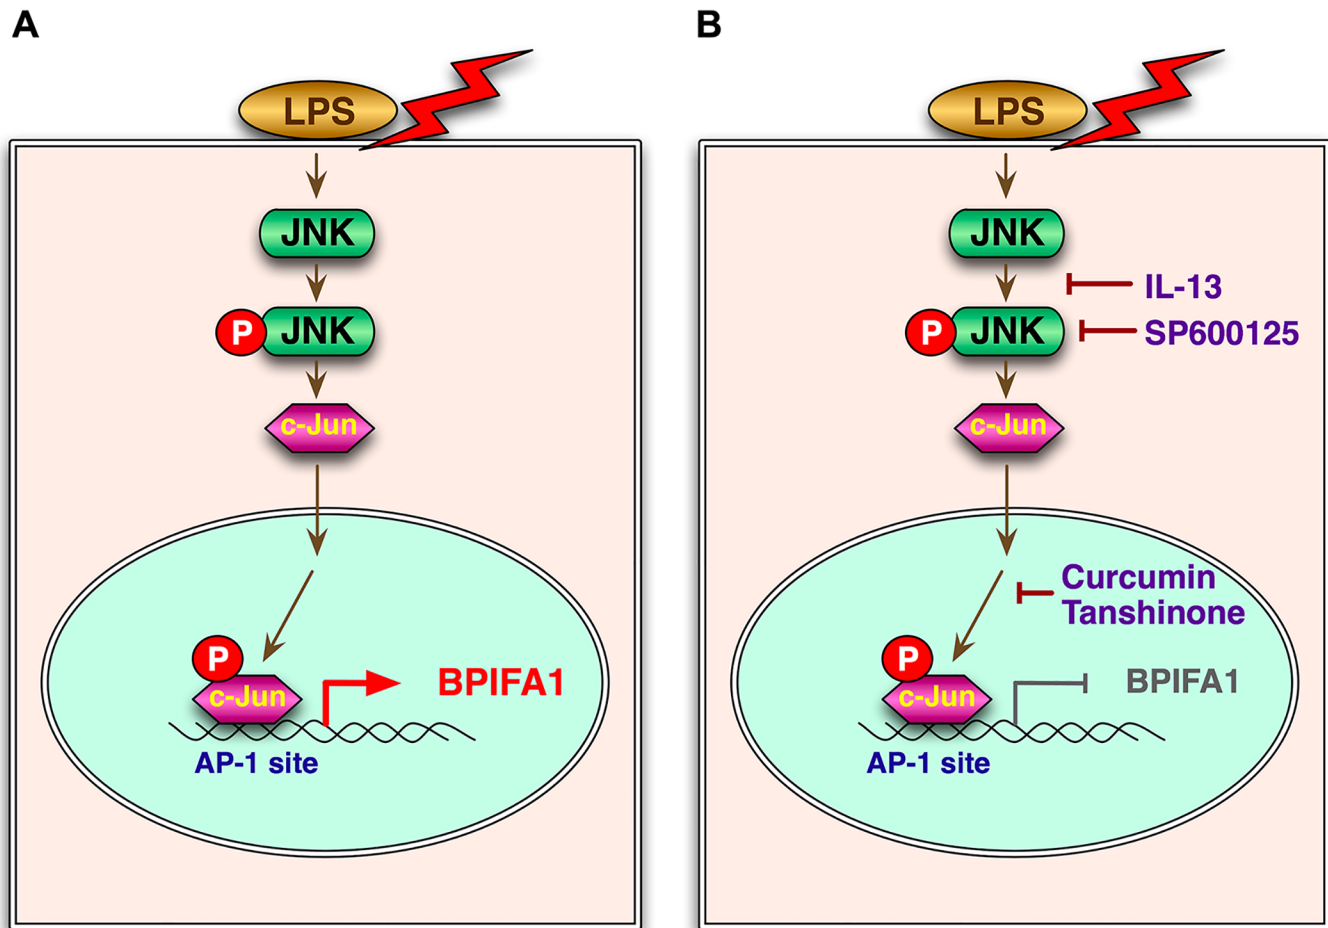 A
LPS
JNK
P
JNK
c-Jun
P
c-Jun
BPIFA1
AP-1 site
B
LPS
JNK
IL-13
P
JNK
SP600125
c-Jun
Curcumin
Tanshinone
P
c-Jun
BPIFA1
AP-1 site